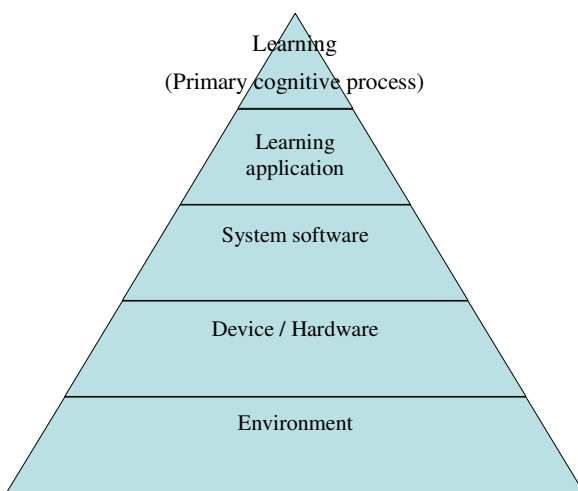 Learning
(Primary cognitive process)
Learning
application
System software
Device / Hardware
Environment